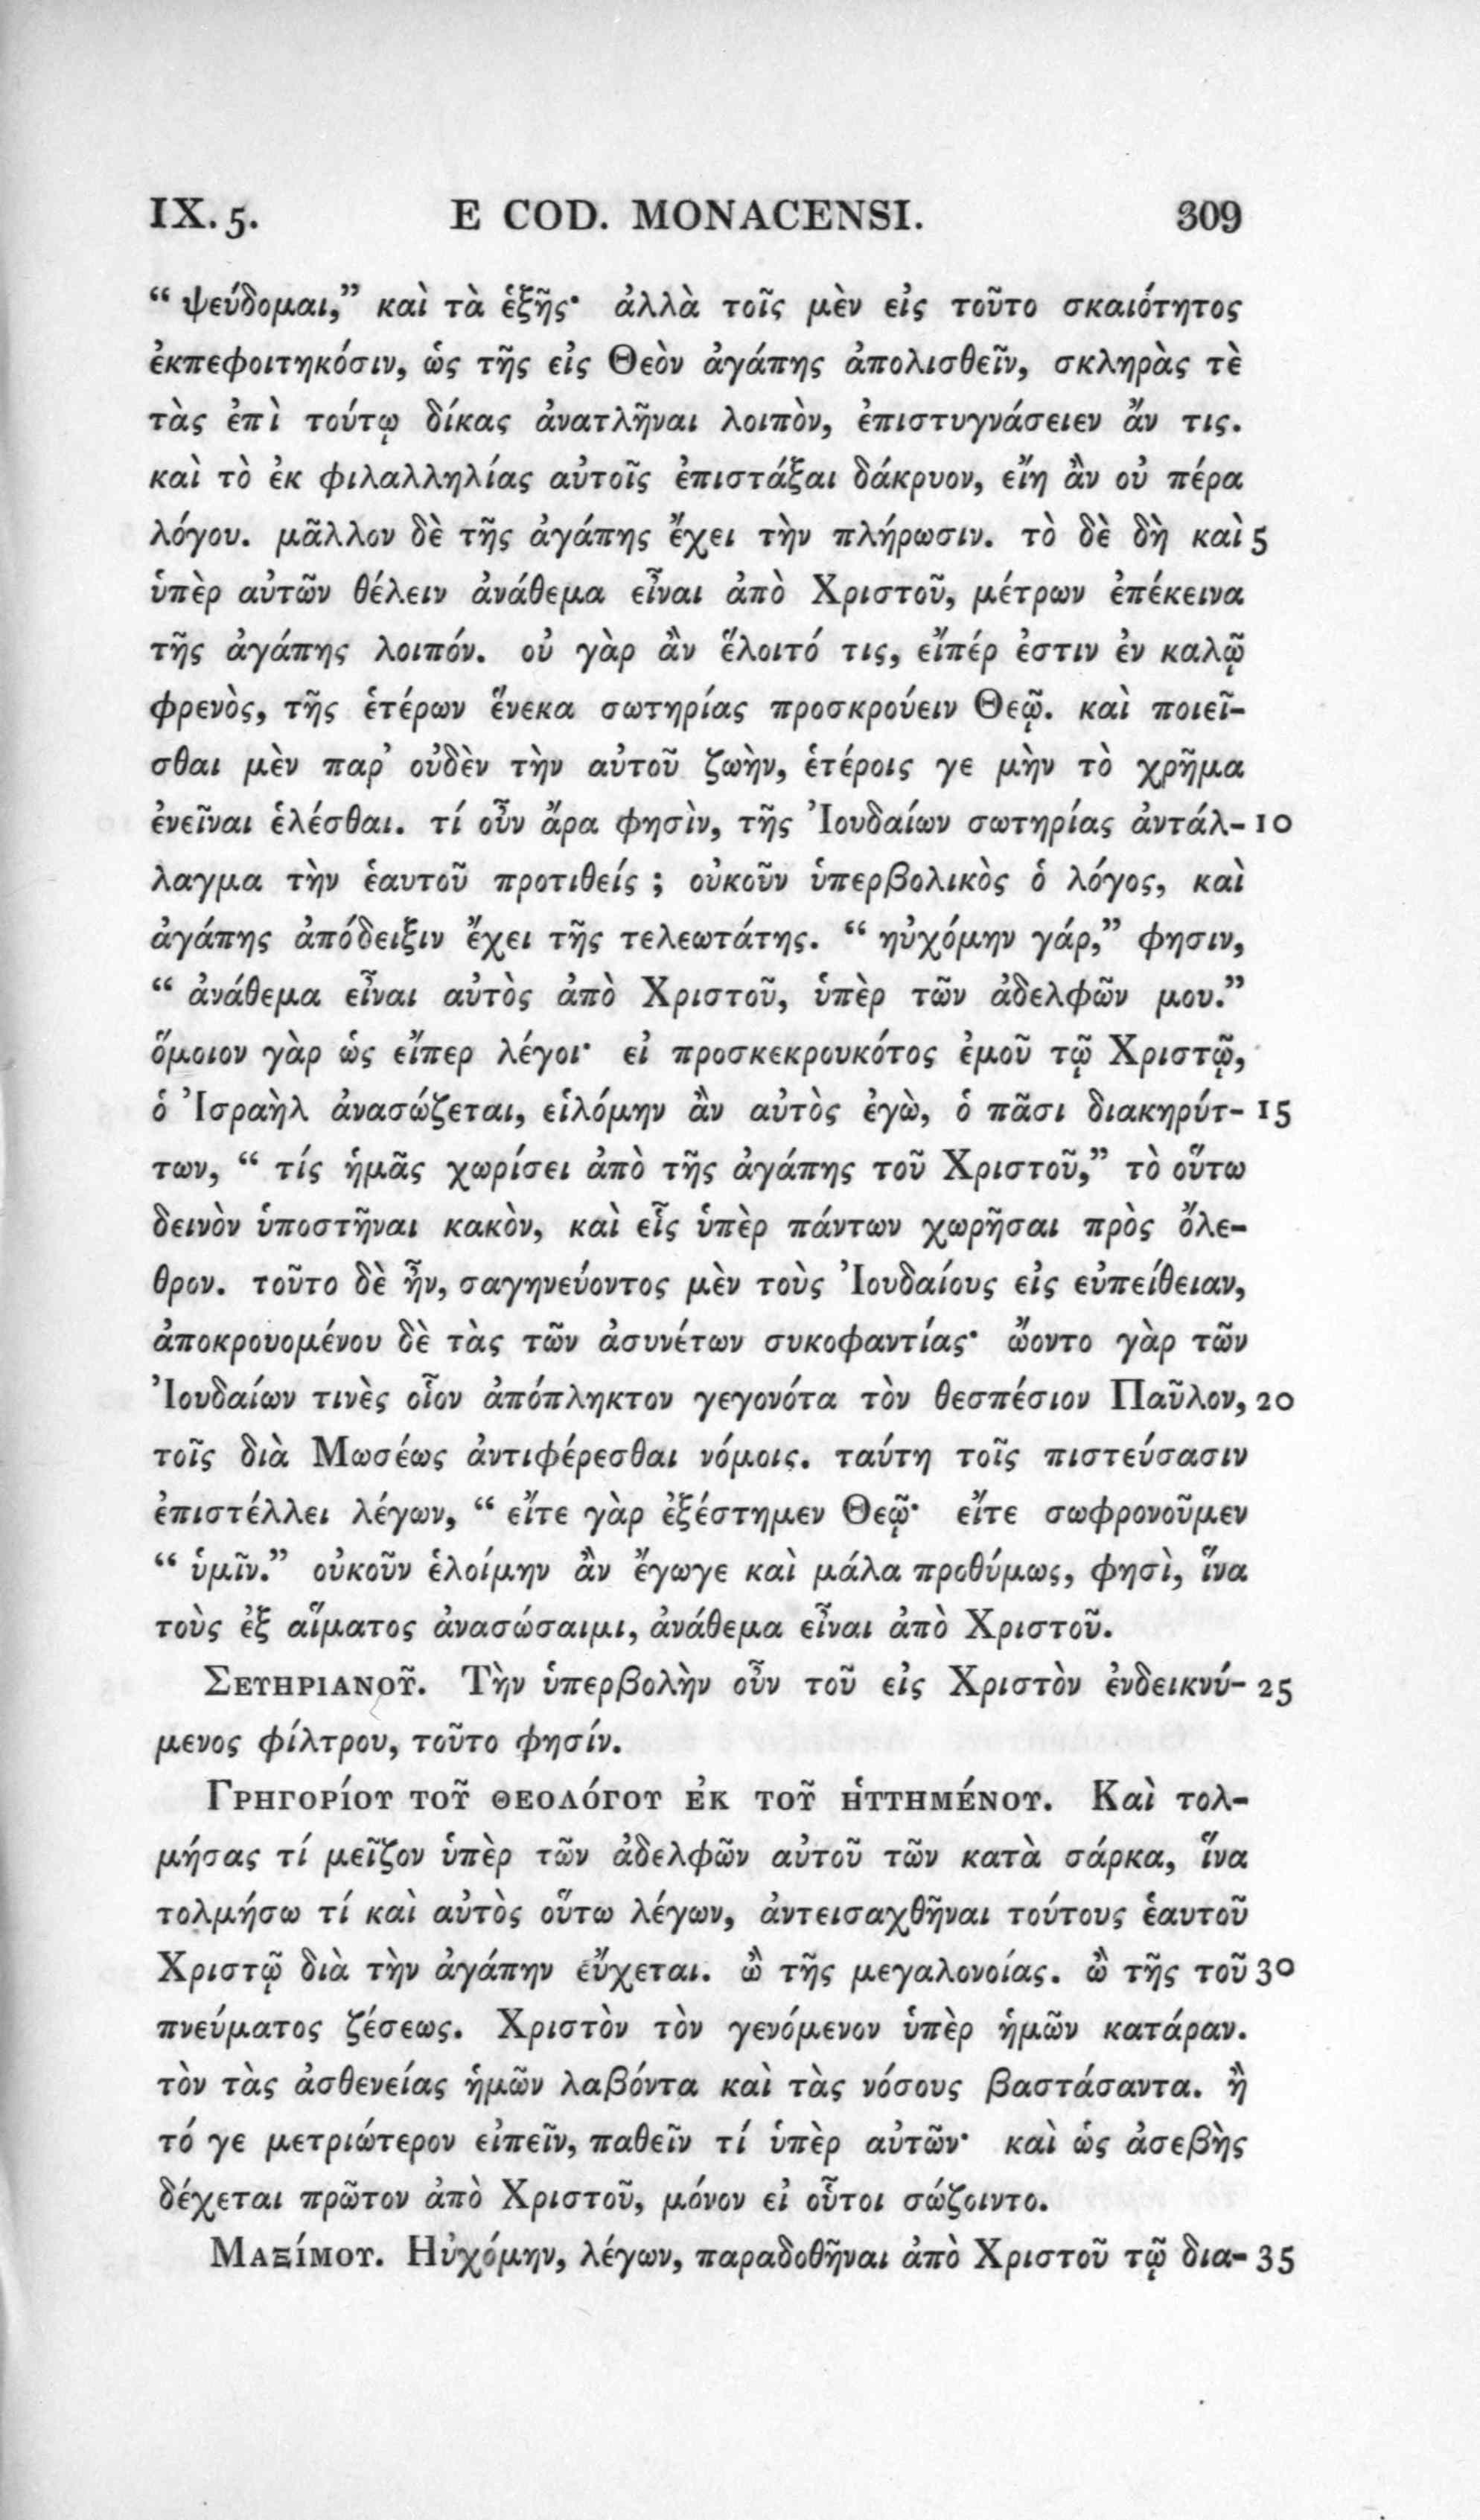 IX. 5. E COD. MONACENSI. 309
“ ψεύδομαι,” καὶ τὰ ἑξῆς· ἀλλὰ τοῖς μὲν εἰς τοῦτο σκαιότητος
ἐκπεφοιτηκόσιν, ὡς τῆς εἰς Θεὸν ἀγάπης ἀπολισθεῖν, σκληρὰς τὲ
τὰς ἐπὶ τούτῳ δίκας ἀνατλῆναι λοιπὸν, ἐπιστυγνάσειεν ἄν τις.
καὶ τὸ ἐκ φιλαλληλίας αὐτοῖς ἐπιστάξαι δάκρυον, εἴη ἂν οὐ πέρα
λόγου. μᾶλλον δὲ τῆς ἀγάπης ἔχει τὴν πλήρωσιν. τὸ δὲ δὴ καὶ 5
ὑπὲρ αὐτῶν θέλειν ἀνάθεμα εἶναι ἀπὸ Χριστοῦ, μέτρων ἐπέκεινα
τῆς ἀγάπης λοιπόν. οὐ γὰρ ἂν ἕλοιτό τις, εἴπέρ ἐστιν ἐν καλῷ
φρενὸς, τῆς ἑτέρων ἕνεκα σωτηρίας προσκρούειν Θεῷ. καὶ ποιεῖ-
σθαι μὲν παρ’ οὐδὲν τὴν αὐτοῦ ζωὴν, ἑτέροις γε μὴν τὸ χρῆμα
ἐνεῖναι ἑλέσθαι. τί οὖν ἄρα φησὶν, τῆς Ἰουδαίων σωτηρίας ἀντάλ- 10
λαγμα τὴν ἑαυτοῦ προτιθείς ; οὐκοῦν ὑπερβολικὸς ὁ λόγος, καὶ
ἀγάπης ἀπόδειξιν ἔχει τῆς τελεωτάτης. “ ηὐχόμην γάρ,” φησιν,
“ ἀνάθεμα εἶναι αὐτὸς ἀπὸ Χριστοῦ, ὑπὲρ τῶν ἀδελφῶν μου.”
ὅμοιον γὰρ ὡς εἴπερ λέγοι· εἰ προσκεκρουκότος ἐμοῦ τῷ Χριστῷ,
ὁ Ἰσραὴλ ἀνασώζεται, εἱλόμην ἂν αὐτὸς ἐγὼ, ὁ πᾶσι διακηρύτ- 15
των, “ τίς ἡμᾶς χωρίσει ἀπὸ τῆς ἀγάπης τοῦ Χριστοῦ,” τὸ οὕτω
δεινὸν ὑποστῆναι κακὸν, καὶ εἷς ὑπὲρ πάντων χωρῆσαι πρὸς ὄλε-
θρον. τοῦτο δὲ ἦν, σαγηνεύοντος μὲν τοὺς Ἰουδαίους εἰς εὐπείθειαν,
ἀποκρουομένου δὲ τὰς τῶν ἀσυνέτων συκοφαντίας· ᾤοντο γὰρ τῶν
Ἰουδαίων τινὲς οἷον ἀπόπληκτον γεγονότα τὸν θεσπέσιον Παῦλον, 20
τοῖς διὰ Μωσέως ἀντιφέρεσθαι νόμοις. ταύτη τοῖς πιστεύσασιν
ἐπιστέλλει λέγων, “ εἴτε γὰρ ἐξέστημεν Θεῷ· εἴτε σωφρονοῦμεν
“ ὑμῖν.” οὐκοῦν ἑλοίμην ἂν ἔγωγε καὶ μάλα προθύμως, φησὶ, ἵνα
τοὺς ἐξ αἵματος ἀνασώσαιμι, ἀνάθεμα εἶναι ἀπὸ Χριστοῦ.
Σευηριανοῦ. Τὴν ὑπερβολὴν οὖν τοῦ εἰς Χριστὸν ἐνδεικνύ- 25
μενος φίλτρου, τοῦτο φησίν.
Γρηγορίου τοῦ θεολόγου ἐκ τοῦ ἡττημένου. Καὶ τολ-
μήσας τί μεῖζον ὑπὲρ τῶν ἀδελφῶν αὐτοῦ τῶν κατὰ σάρκα, ἵνα
τολμήσω τί καὶ αὐτὸς οὕτω λέγων, ἀντεισαχθῆναι τούτους ἑαυτοῦ
Χριστῷ διὰ τὴν ἀγάπην εὔχεται. ὢ τῆς μεγαλονοίας. ὢ τῆς τοῦ 30
πνεύματος ζέσεως. Χριστὸν τὸν γενόμενον ὑπὲρ ἡμῶν κατάραν.
τὸν τὰς ἀσθενείας ἡμῶν λαβόντα καὶ τὰς νόσους βαστάσαντα. ἢ
τό γε μετριώτερον εἰπεῖν, παθεῖν τί ὑπὲρ αὐτῶν· καὶ ὡς ἀσεβὴς
δέχεται πρῶτον ἀπὸ Χριστοῦ, μόνον εἰ οὗτοι σώζοιντο.
Μαξίμου. Ηὐχόμην, λέγων, παραδοθῆναι ἀπὸ Χριστοῦ τῷ δια- 35